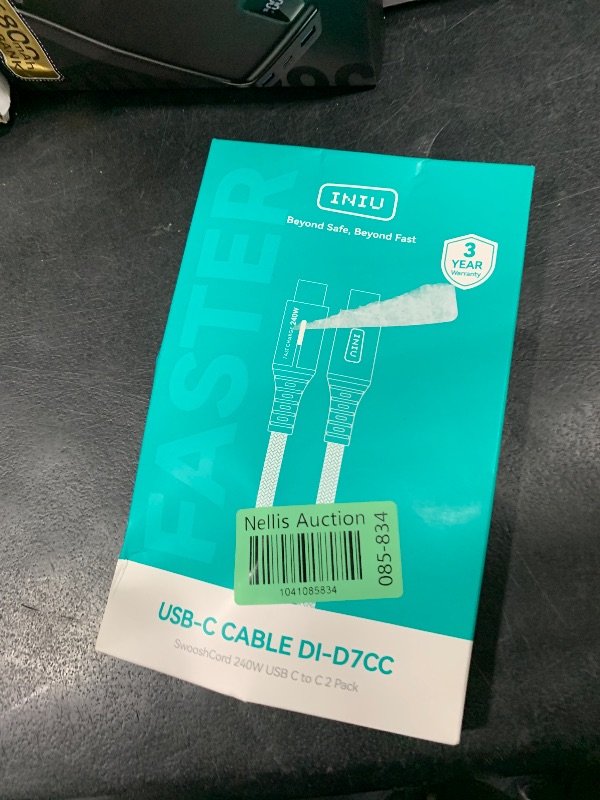 INIU
Beyond Safe, Beyond Fast
3
YEAR
Warranty
FASTER
FAST CHARGE 240W
INIU
Nellis Auction
1041085834
085-834
USB-C CABLE DI-D7CC
SwooshCord 240W USB C to C 2 Pack